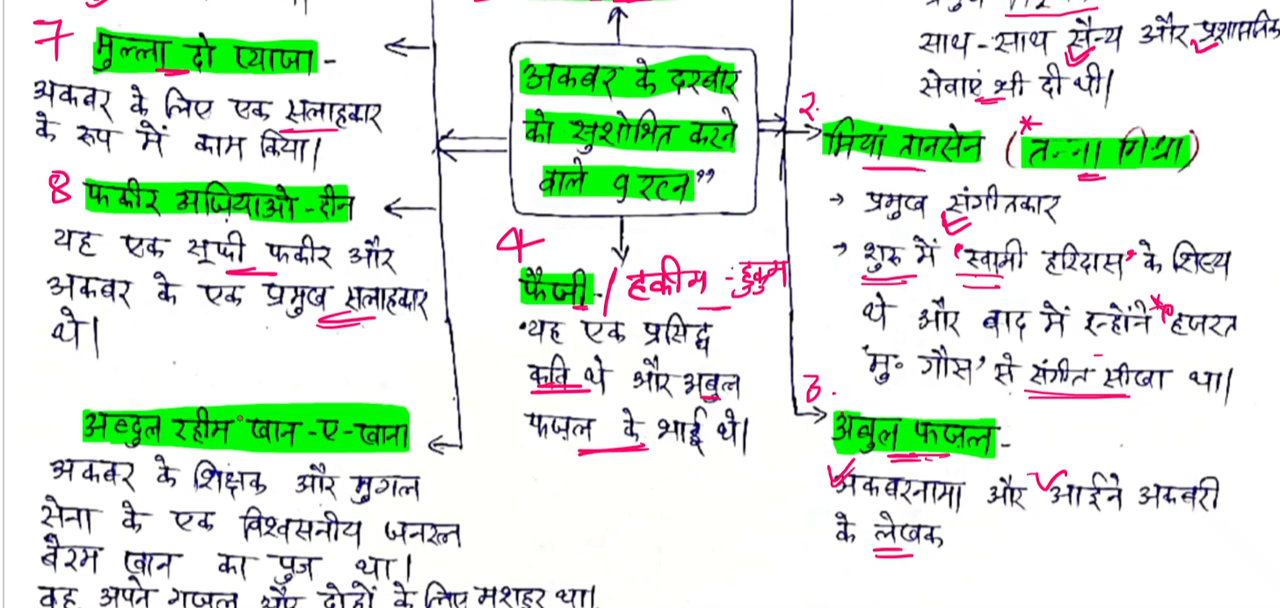 7 मुल्ला दो प्याजा -
अकबर के लिए एक सलाहकार
के रूप में काम किया।
8 फकीर अज़ियाओ-दीन
यह एक सूफी फकीर और
अकबर के एक प्रमुख सलाहकार
थे।
अब्दुल रहीम खान-ए-खाना
अकबर के शिक्षक और मुगल
सेना के एक विश्वसनीय जनरल
बैरम खान का पुत्र था।
वह अपने गजल और दोहों के लिए मशहूर था।
अकबर के दरबार
को सुशोभित करने
वाले 9 रत्न"
4
फैजी - / हकीम - हुकुम
यह एक प्रसिद्ध
कवि थे और अबुल
फज़ल के भाई थे।
साथ-साथ सैन्य और प्रशासनिक
सेवाएं भी दी थी।
2. मियां तानसेन (तन्ना मिश्रा)
→ प्रमुख संगीतकार
→ शुरू में 'स्वामी हरिदास' के शिष्य
थे और बाद में इन्होंने हजरत
'मु० गौस' से संगीत सीखा था।
3. अबुल फज़ल -
अकबरनामा और आईने अकबरी
के लेखक